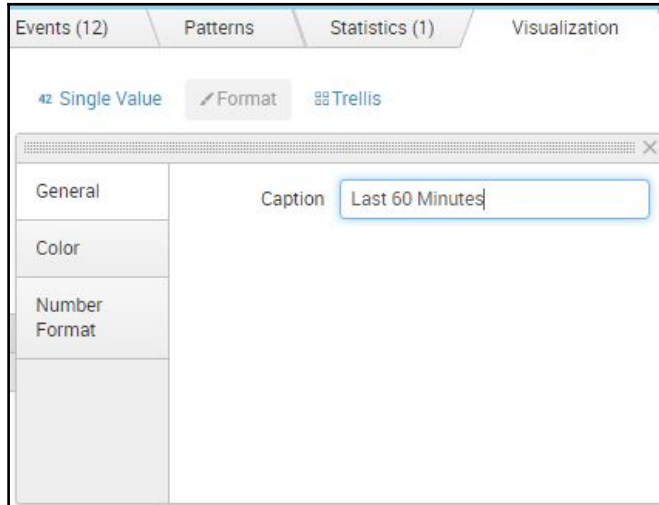 Events (12) Patterns Statistics (1) Visualization
42 Single Value Format Trellis
General
Caption Last 60 Minutes
Color
Number
Format